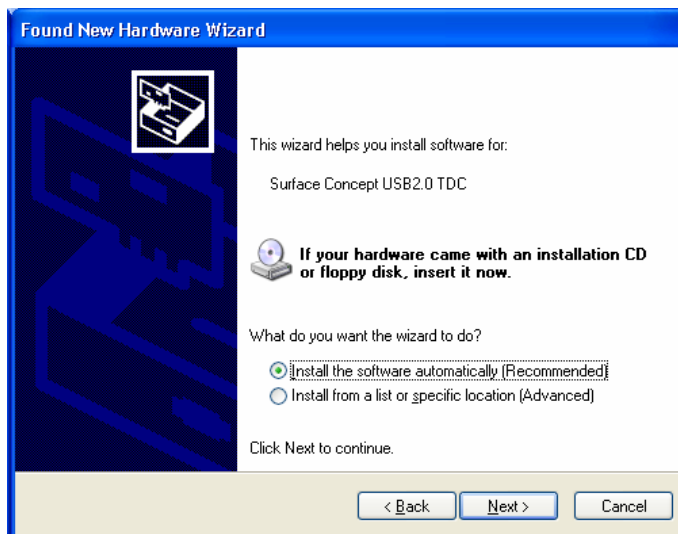 Found New Hardware Wizard
This wizard helps you install software for:
Surface Concept USB2.0 TDC
If your hardware came with an installation CD
or floppy disk, insert it now.
What do you want the wizard to do?
Install the software automatically (Recommended)
Install from a list or specific location (Advanced)
Click Next to continue.
< Back Next > Cancel